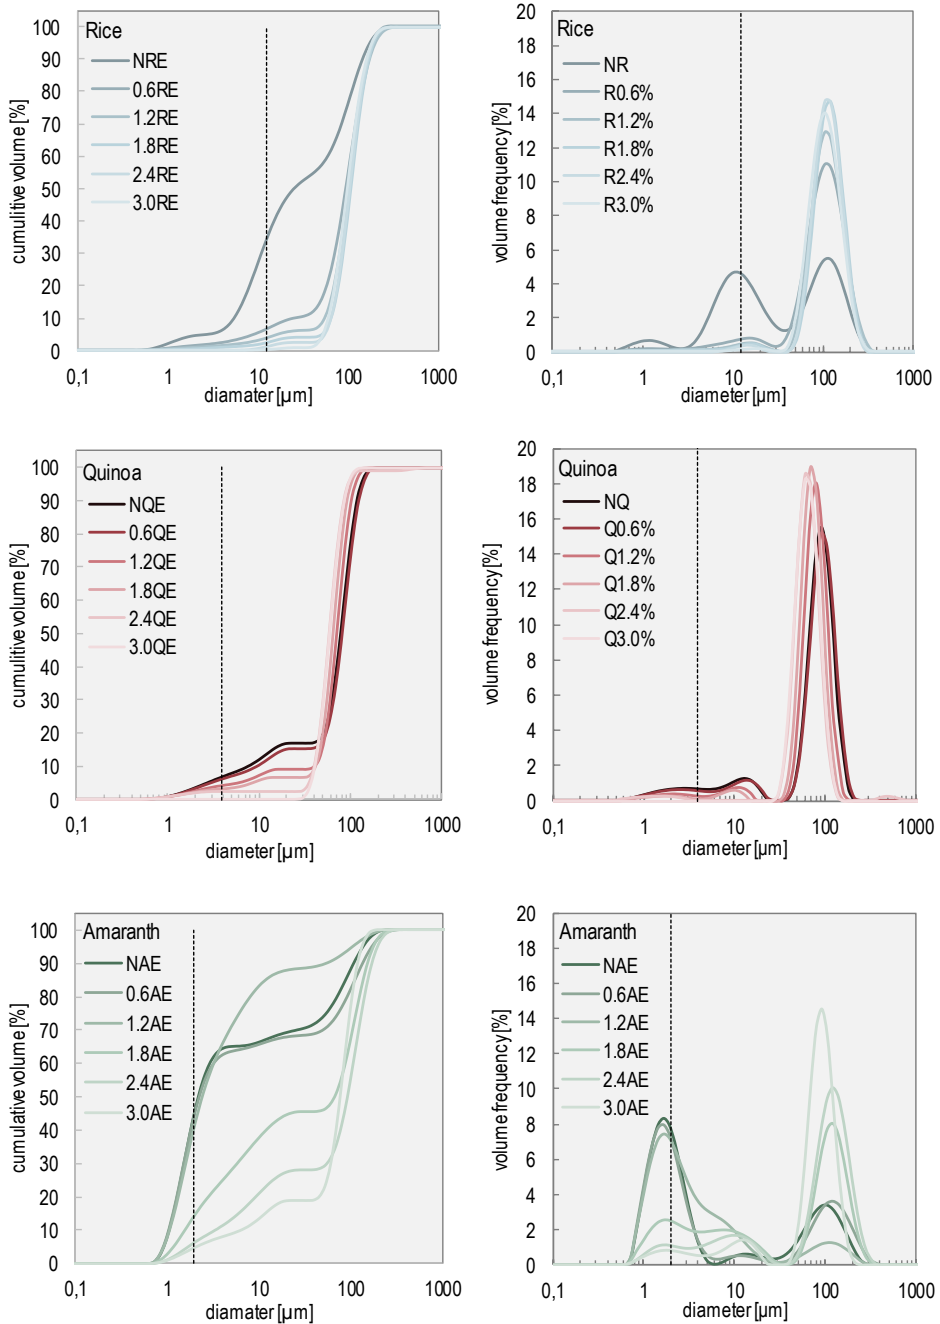 Rice
NRE
0.6RE
1.2RE
1.8RE
2.4RE
3.0RE
cumulitive volume [%]
100
90
80
70
60
50
40
30
20
10
0
0,1
1
10
100
1000
diamater [µm]
Rice
NR
R0.6%
R1.2%
R1.8%
R2.4%
R3.0%
volume frequency [%]
20
18
16
14
12
10
8
6
4
2
0
1
10
100
1000
diameter [µm]
Quinoa
NQE
0.6QE
1.2QE
1.8QE
2.4QE
3.0QE
cumulitive volume [%]
100
90
80
70
60
50
40
30
20
10
0
0,1
1
10
100
1000
diameter [µm]
Quinoa
NQ
Q0.6%
Q1.2%
Q1.8%
Q2.4%
Q3.0%
volume frequency [%]
20
18
16
14
12
10
8
6
4
2
0
0,1
1
10
100
1000
diameter [µm]
Amaranth
NAE
0.6AE
1.2AE
1.8AE
2.4AE
3.0AE
cumulative volume [%]
100
90
80
70
60
50
40
30
20
10
0
0,1
1
10
100
1000
diamater [µm]
Amaranth
NAE
0.6AE
1.2AE
1.8AE
2.4AE
3.0AE
volume frequency [%]
20
18
16
14
12
10
8
6
4
2
0
0,1
1
10
100
1000
diameter [µm]